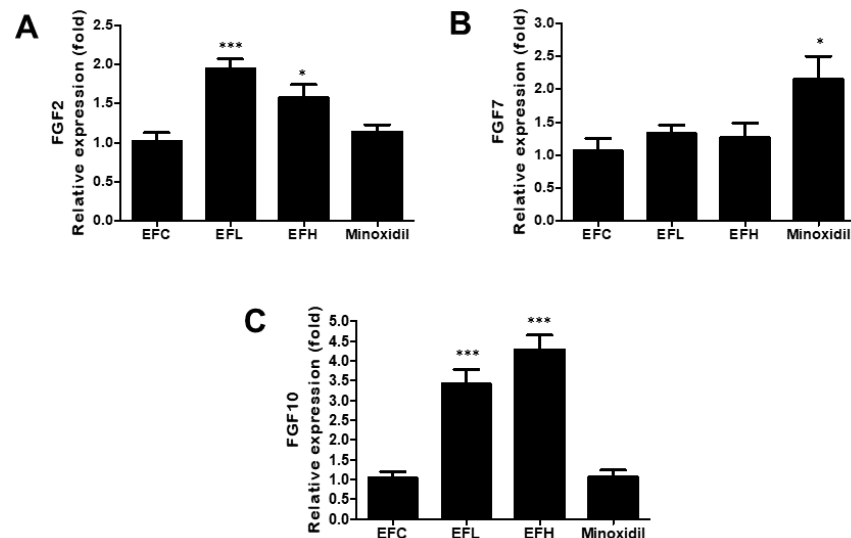 A
FGF2
Relative expression (fold)
2.5
2.0
1.5
1.0
0.5
0.0
***
*
EFC EFL EFH Minoxidil
B
FGF7
Relative expression (fold)
3.0
2.5
2.0
1.5
1.0
0.5
0.0
*
EFC EFL EFH Minoxidil
C
FGF10
Relative expression (fold)
5.0
4.5
4.0
3.5
3.0
2.5
2.0
1.5
1.0
0.5
0.0
***
***
EFC EFL EFH Minoxidil